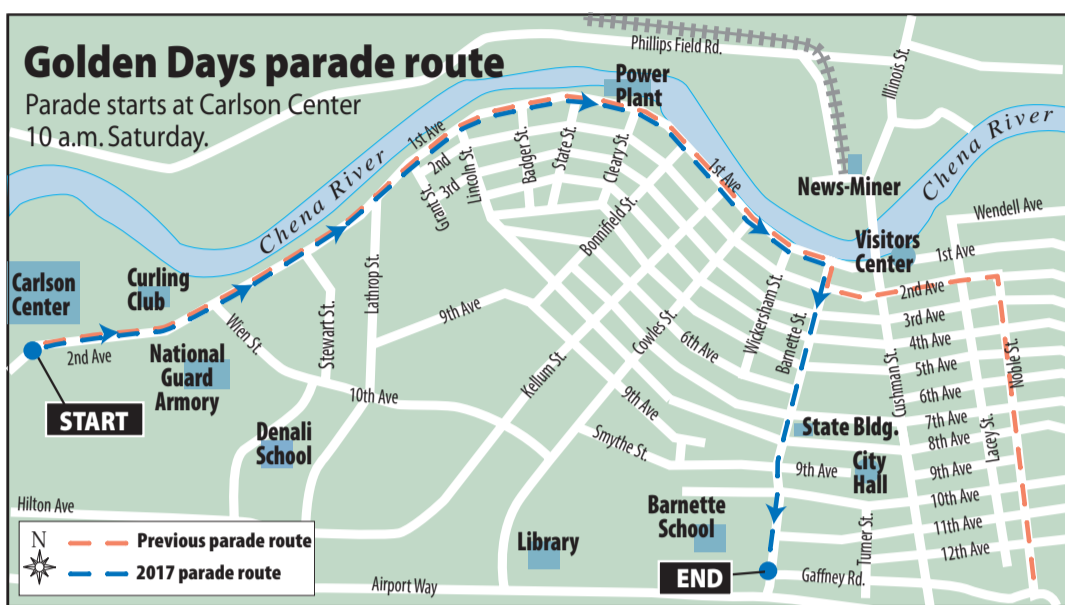 Golden Days parade route
Parade starts at Carlson Center
10 a.m. Saturday.
Phillips Field Rd.
Illinois St.
Power
Plant
Chena River
Chena River
1st Ave
2nd
3rd
Grant St.
Lincoln St.
Badger St.
State St.
Cleary St.
1st Ave
News-Miner
Wendell Ave
Visitors
Center
1st Ave
Bonnifield St.
Carlson
Center
Curling
Club
Lathrop St.
2nd Ave
3rd Ave
4th Ave
5th Ave
6th Ave
7th Ave
8th Ave
9th Ave
10th Ave
11th Ave
12th Ave
Wien St.
Stewart St.
9th Ave
Cowles St.
6th Ave
Wickersham St.
Barnette St.
Cushman St.
Noble St.
Lacey St.
2nd Ave
National
Guard
Armory
START
10th Ave
Kellum St.
9th Ave
Denali
School
Smythe St.
State Bldg.
9th Ave
City
Hall
Hilton Ave
Barnette
School
Turner St.
Library
N
Previous parade route
2017 parade route
Airport Way
END
Gaffney Rd.